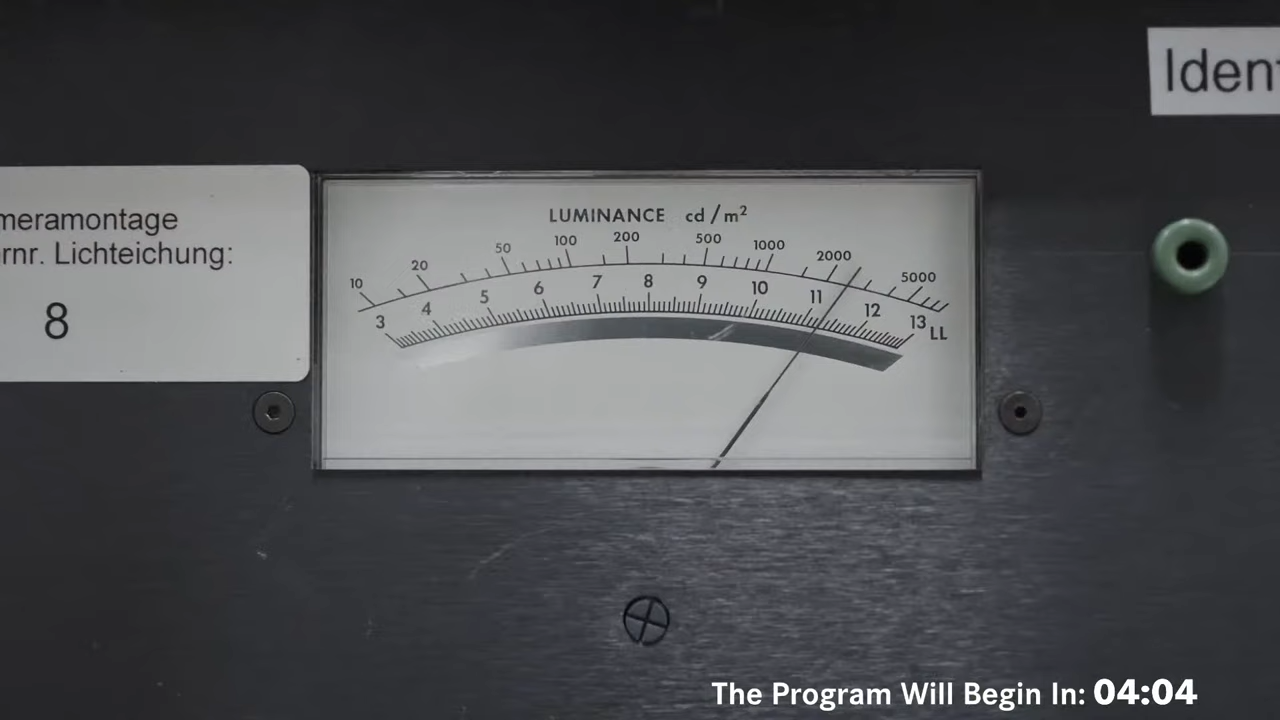 Iden
meramontage
rnr. Lichteichung:
8
LUMINANCE cd/m²
10 20 50 100 200 500 1000 2000 5000
3 4 5 6 7 8 9 10 11 12 13 LL
The Program Will Begin In: 04:04